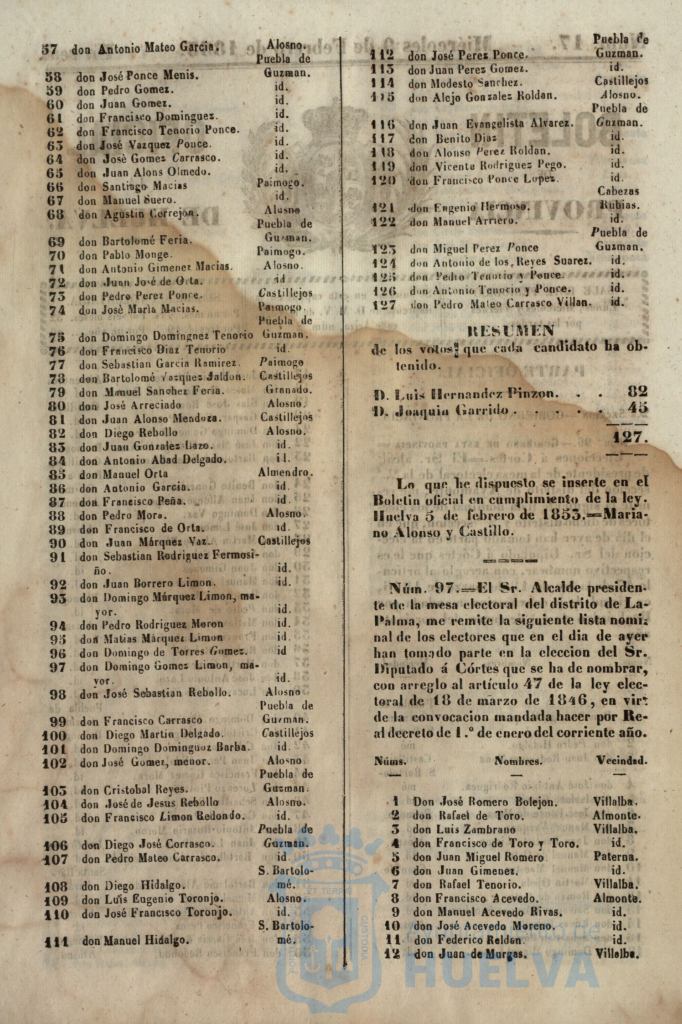 57 don Antonio Mateo Garcia. Alosno.
Puebla de
58 don José Ponce Menis. Guzman.
59 don Pedro Gomez. id.
60 don Juan Gomez. id.
61 don Francisco Dominguez. id.
62 don Francisco Tenorio Ponce. id.
63 don José Vazquez Ponce. id.
64 don José Gomez Carrasco. id.
65 don Juan Alons Olmedo. id.
66 don Santiago Macias Paimogo.
67 don Manuel Suero. id.
68 don Agustin Correjon. Alosno
Puebla de
69 don Bartolomé Feria. Guzman.
70 don Pablo Monge. Paimogo.
71 don Antonio Gimenez Macias. Alosno.
72 don Juan José de Orta. id
73 don Pedro Perez Ponce. Castillejos
74 don José Maria Macias. Paimogo
Puebla de
75 don Domingo Domingnez Tenorio Guzman.
76 don Francisco Diaz Tenorio id.
77 don Sebastian Garcia Ramirez. Paimogo
78 don Bartolomé Vazquez Jaldon. Castillejos
79 don Manuel Sanchez Feria. Granado.
80 don José Arreciado Alosno.
81 don Juan Alonso Mendoza. Castillejos
82 don Diego Rebollo Alosno.
83 don Juan Gonzalez Lazo. id.
84 don Antonio Abad Delgado. id.
85 don Manuel Orta Almendro.
86 don Antonio Garcia. id.
87 don Francisco Peña. id.
88 don Pedro Mora. Alosno.
89 don Francisco de Orta. id.
90 don Juan Márquez Vaz. Castillejos
91 don Sebastian Rodriguez Fermosi-
ño. id.
92 don Juan Borrero Limon. id.
93 don Domingo Márquez Limon, ma-
yor. id.
94 don Pedro Rodriguez Moron id.
95 don Matias Márquez Limon id.
96 don Domingo de Torres Gomez. id
97 don Domingo Gomez Limon, ma-
yor. id.
98 don José Sebastian Rebollo. Alosno
Puebla de
99 don Francisco Carrasco Guzman.
100 don Diego Martin Delgado. Castillejos
101 don Domingo Dominguoz Barba. id.
102 don José Gomez, menor. Alosno
Puebla de
103 don Cristobal Reyes. Guzman.
104 don José de Jesus Rebollo Alosno.
105 don Francisco Limon Redondo. id.
Puebla de
106 don Diego José Corrasco. Guzman.
107 don Pedro Mateo Carrasco. id.
S. Bartolo-
108 don Diego Hidalgo. mé.
109 don Luis Eugenio Toronjo. Alosno.
110 don José Francisco Toronjo. id.
S. Bartolo-
111 don Manuel Hidalgo. mé.
Puebla de
112 don José Perez Ponce. Guzman.
113 don Juan Perez Gomez. id.
114 don Modesto Sanchez. Castillejos
115 don Alejo Gonzalez Roldan. Alosno.
Puebla de
116 don Juan Evangelista Alvarez. Guzman.
117 don Benito Diaz id.
118 don Alonso Perez Roldan. id.
119 don Vicente Rodriguez Pego. id.
120 don Francisco Ponce Lopez. id.
Cabezas
121 don Eugenio Hermoso. Rubias.
122 don Manuel Arriero. id.
Puebla de
123 don Miguel Perez Ponce Guzman.
124 don Antonio de los Reyes Suarez. id.
125 don Pedro Tenorio y Ponce. id.
126 don Antonio Tenorio y Ponce. id.
127 don Pedro Mateo Carrasco Villan. id.
RESUMEN
de los votos que cada candidato ha ob-
tenido.
D. Luis Hernandez Pinzon. . . 82
D. Joaquin Garrido . . . . . 45
127.
Lo que he dispuesto se inserte en el
Boletin oficial en cumplimiento de la ley.
Huelva 5 de febrero de 1853.=Maria-
no Alonso y Castillo.
Núm. 97.=El Sr. Alcalde presiden-
te de la mesa electoral del distrito de La-
Palma, me remite la siguiente lista nomi-
nal de los electores que en el dia de ayer
han tomado parte en la eleccion del Sr.
Diputado á Córtes que se ha de nombrar,
con arreglo al artículo 47 de la ley elec-
toral de 18 de marzo de 1846, en vir-
de la convocacion mandada hacer por Re-
al decreto de 1.º de enero del corriente año.
Núms. Nombres. Vecindad.
1 Don José Romero Bolejon. Villalba.
2 don Rafael de Toro. Almonte.
3 don Luis Zambrano Villalba.
4 don Francisco de Toro y Toro. id.
5 don Juan Miguel Romero Paterna.
6 don Juan Gimenez. id.
7 don Rafael Tenorio. Villalba.
8 don Francisco Acevedo. Almonte.
9 don Manuel Acevedo Rivas. id.
10 don José Acevedo Moreno. id.
11 don Federico Roldan. id.
12 don Juan de Murgas. Villalba.
HUELVA